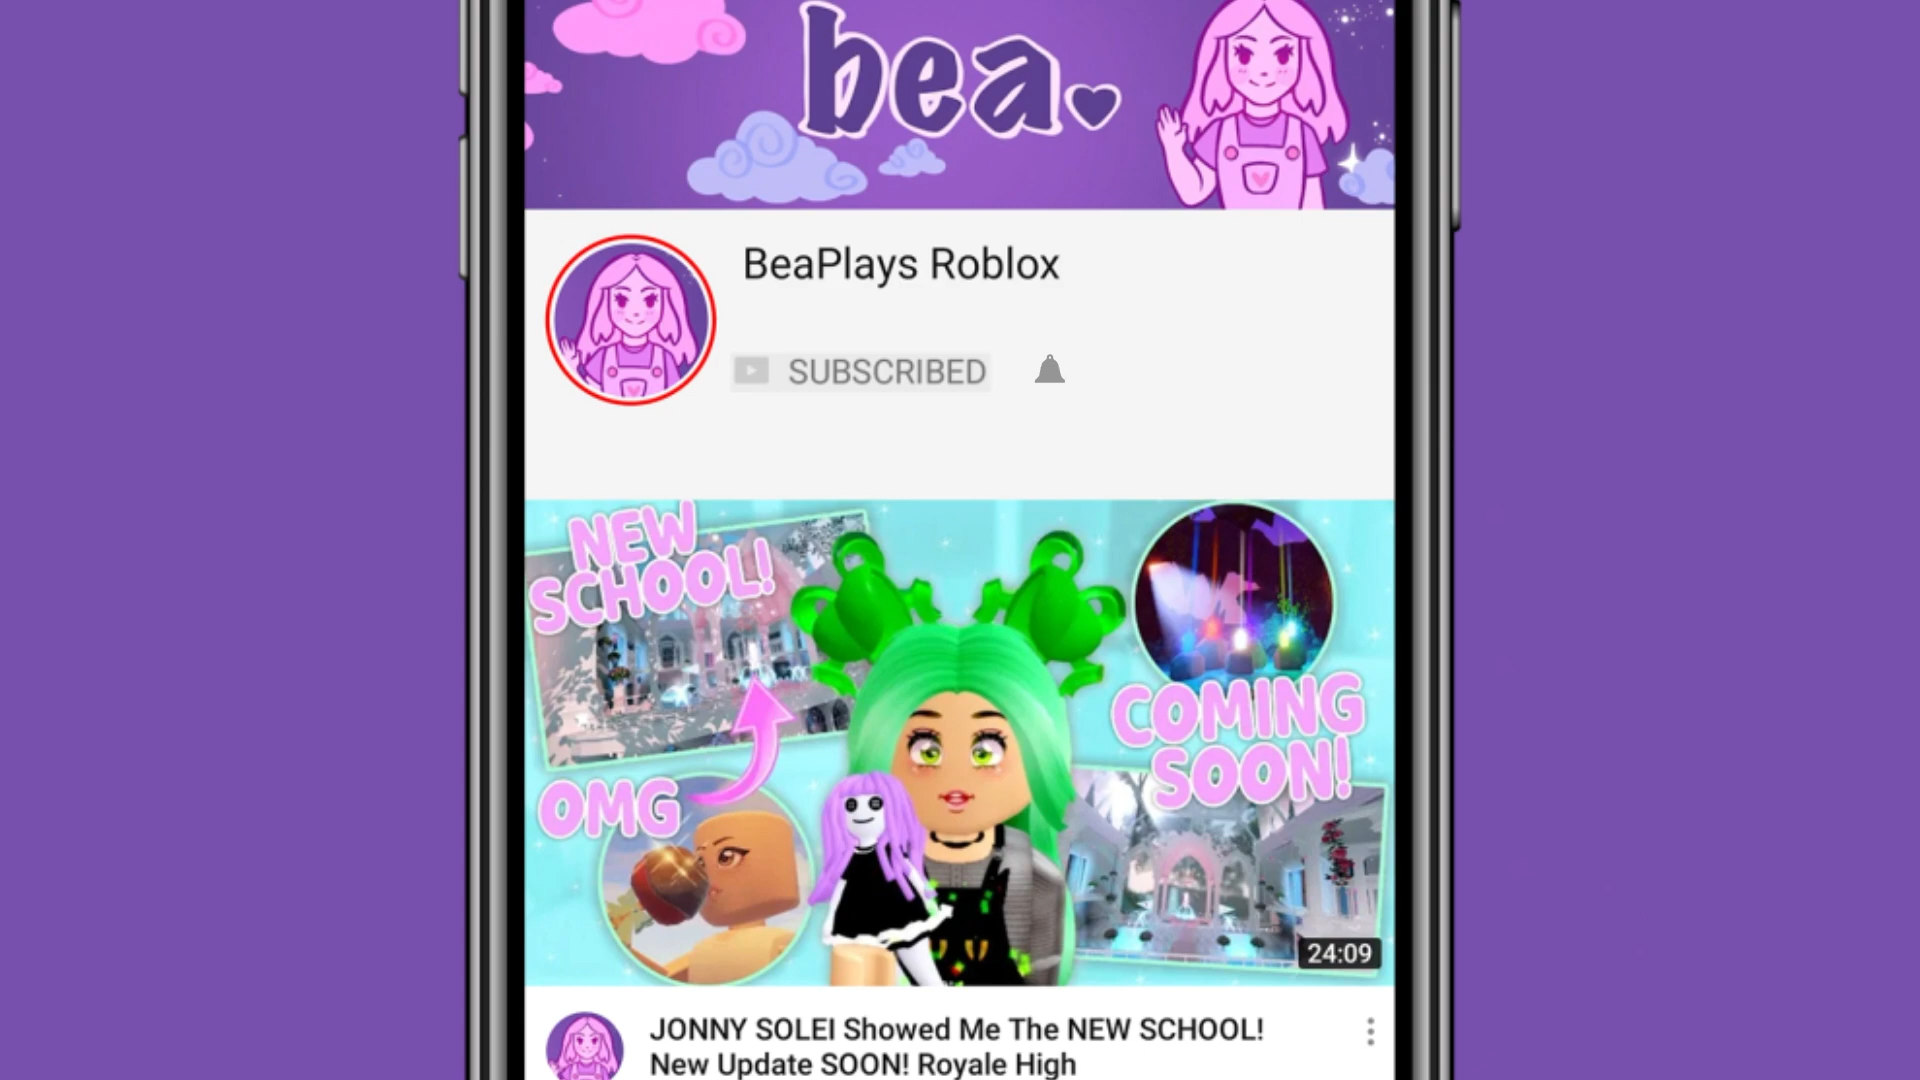 bea.
BeaPlays Roblox
SUBSCRIBED
NEW
SCHOOL!
COMING
SOON!
OMG
24:09
JONNY SOLEI Showed Me The NEW SCHOOL!
New Update SOON! Royale High